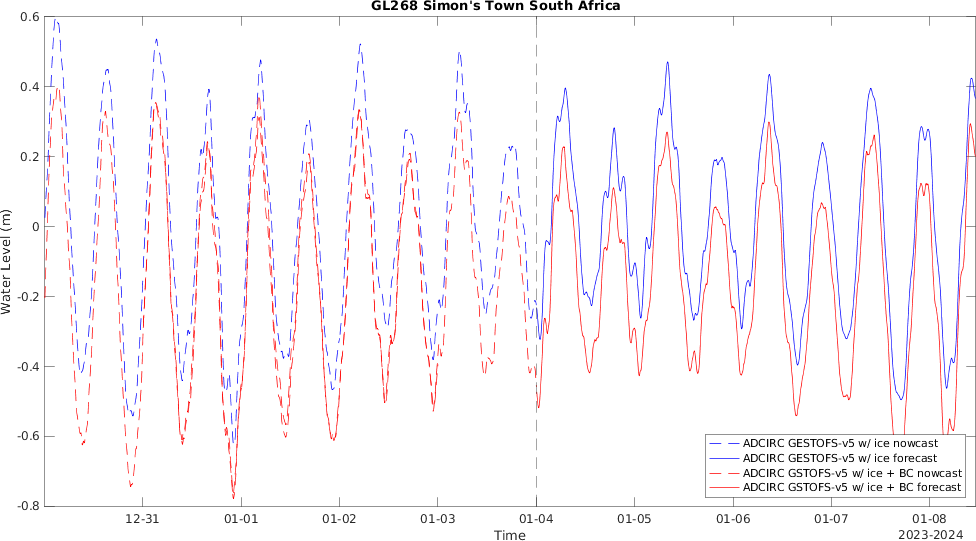 GL268 Simon's Town South Africa
Water Level (m)
0.6
0.4
0.2
0
-0.2
-0.4
-0.6
-0.8
12-31
01-01
01-02
01-03
01-04
01-05
01-06
01-07
01-08
2023-2024
Time
ADCIRC GESTOFS-v5 w/ ice nowcast
ADCIRC GESTOFS-v5 w/ ice forecast
ADCIRC GSTOFS-v5 w/ ice + BC nowcast
ADCIRC GSTOFS-v5 w/ ice + BC forecast